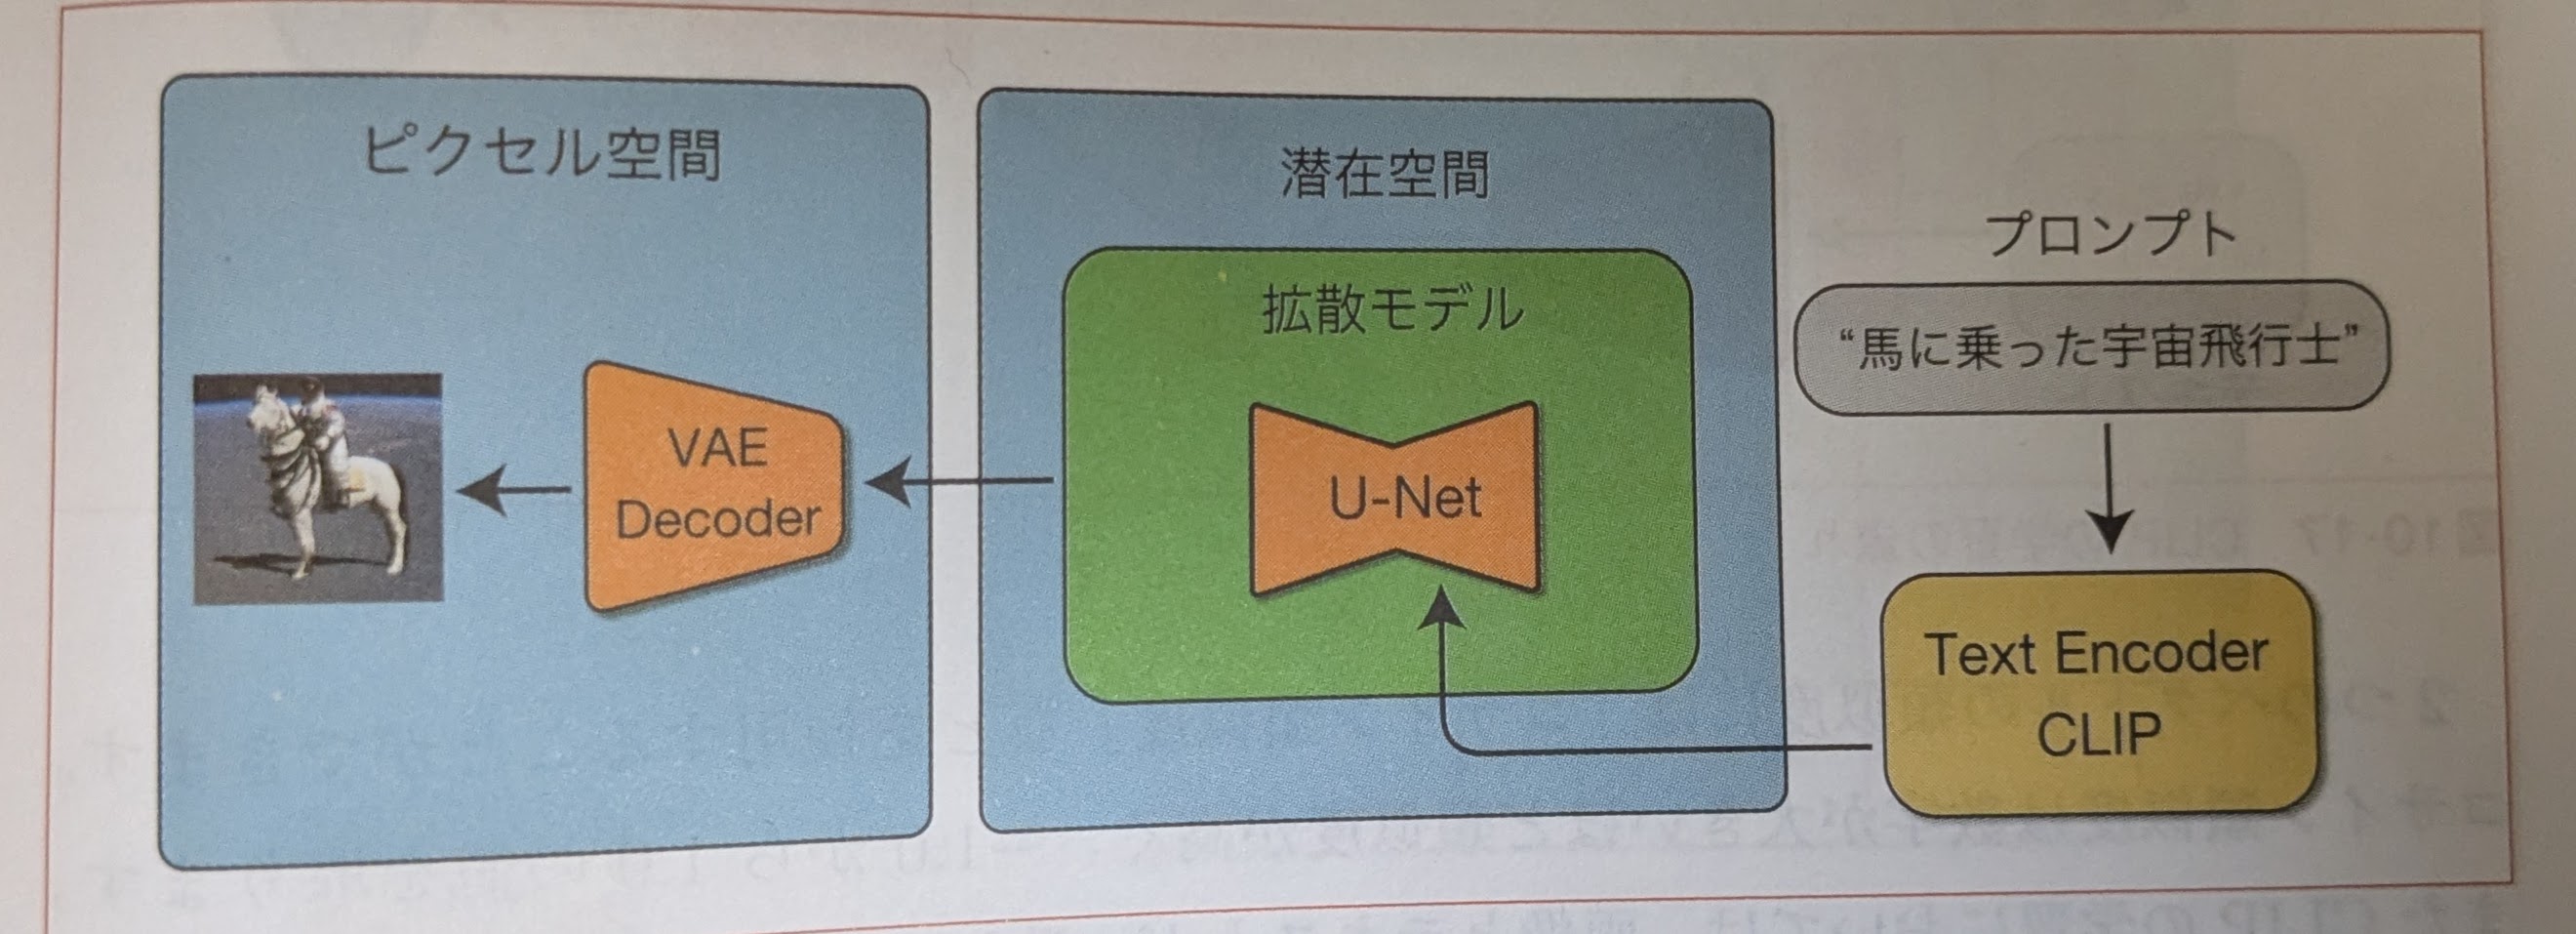 ピクセル空間
潜在空間
プロンプト
拡散モデル
“馬に乗った宇宙飛行士”
VAE
Decoder
U-Net
Text Encoder
CLIP